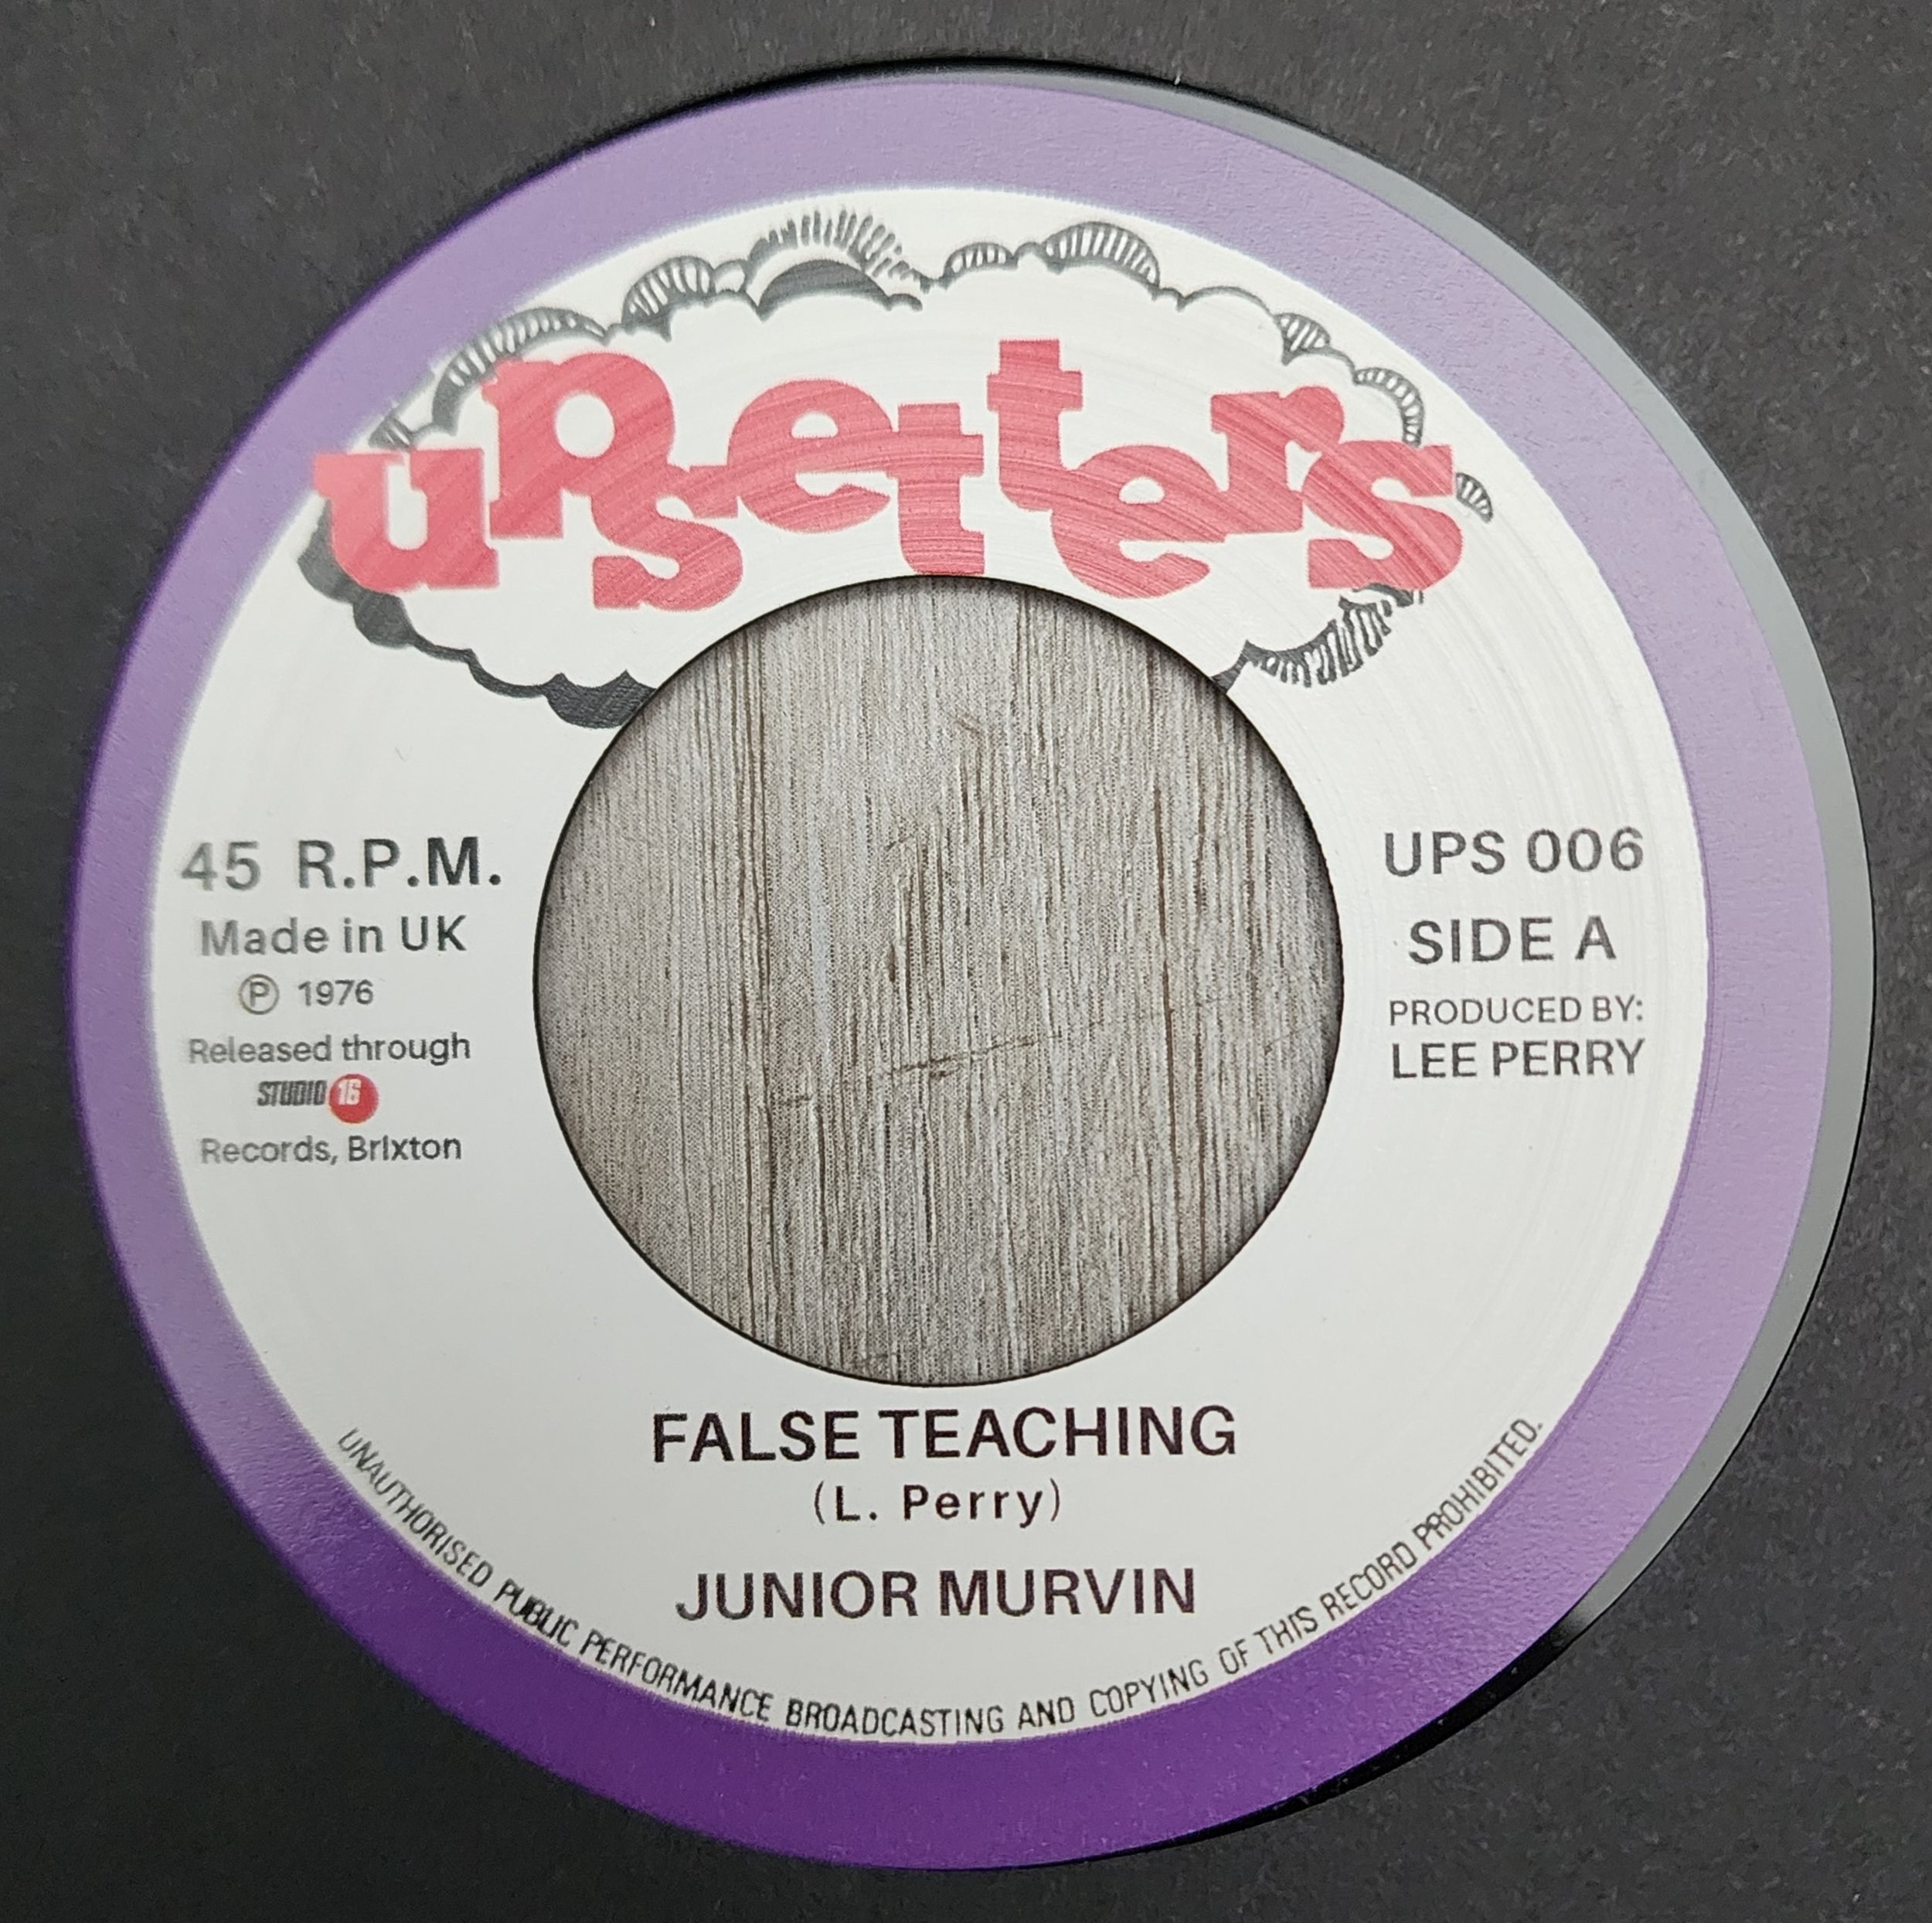 upsetters
45 R.P.M.
Made in UK
℗ 1976
Released through
STUDIO 16
Records, Brixton
UPS 006
SIDE A
PRODUCED BY:
LEE PERRY
FALSE TEACHING
(L. Perry)
JUNIOR MURVIN
UNAUTHORISED PUBLIC PERFORMANCE BROADCASTING AND COPYING OF THIS RECORD PROHIBITED.